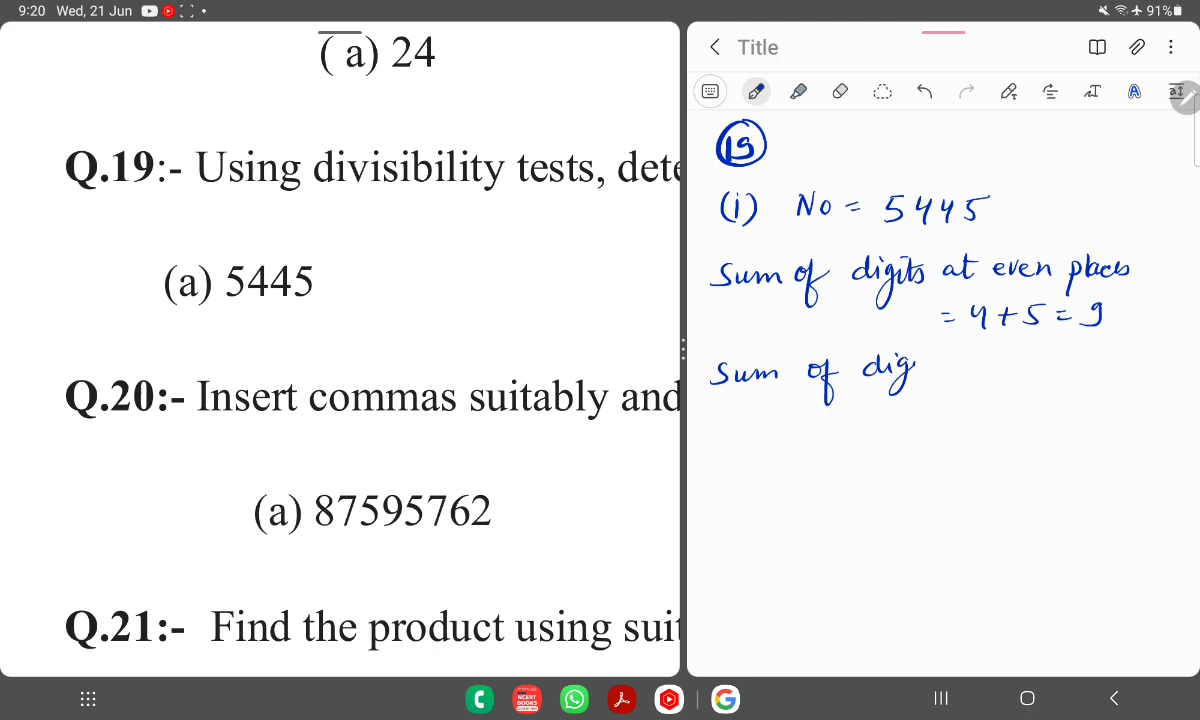 9:20 Wed, 21 Jun
91%
( a) 24
Q.19:- Using divisibility tests, dete
(a) 5445
Q.20:- Insert commas suitably and
(a) 87595762
Q.21:- Find the product using suit
Title
19
(i) No = 5445
Sum of digits at even places
= 4+5=9
Sum of dig
NCERT
BOOKS